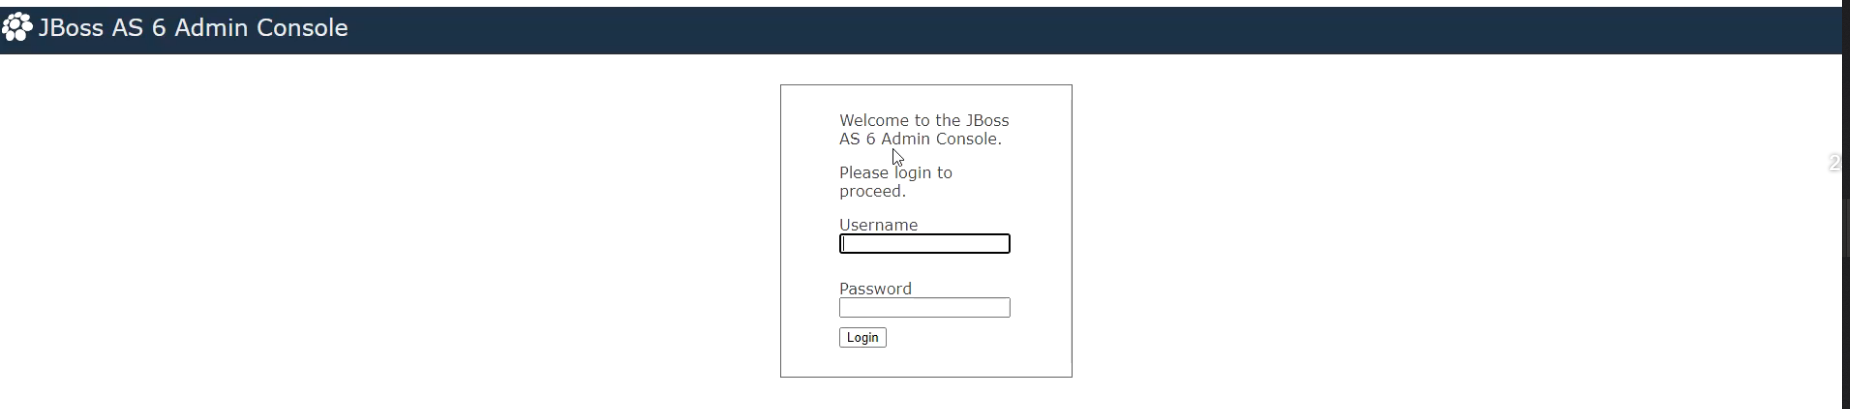 JBoss AS 6 Admin Console
Welcome to the JBoss
AS 6 Admin Console.
Please login to
proceed.
Username
Password
Login
2